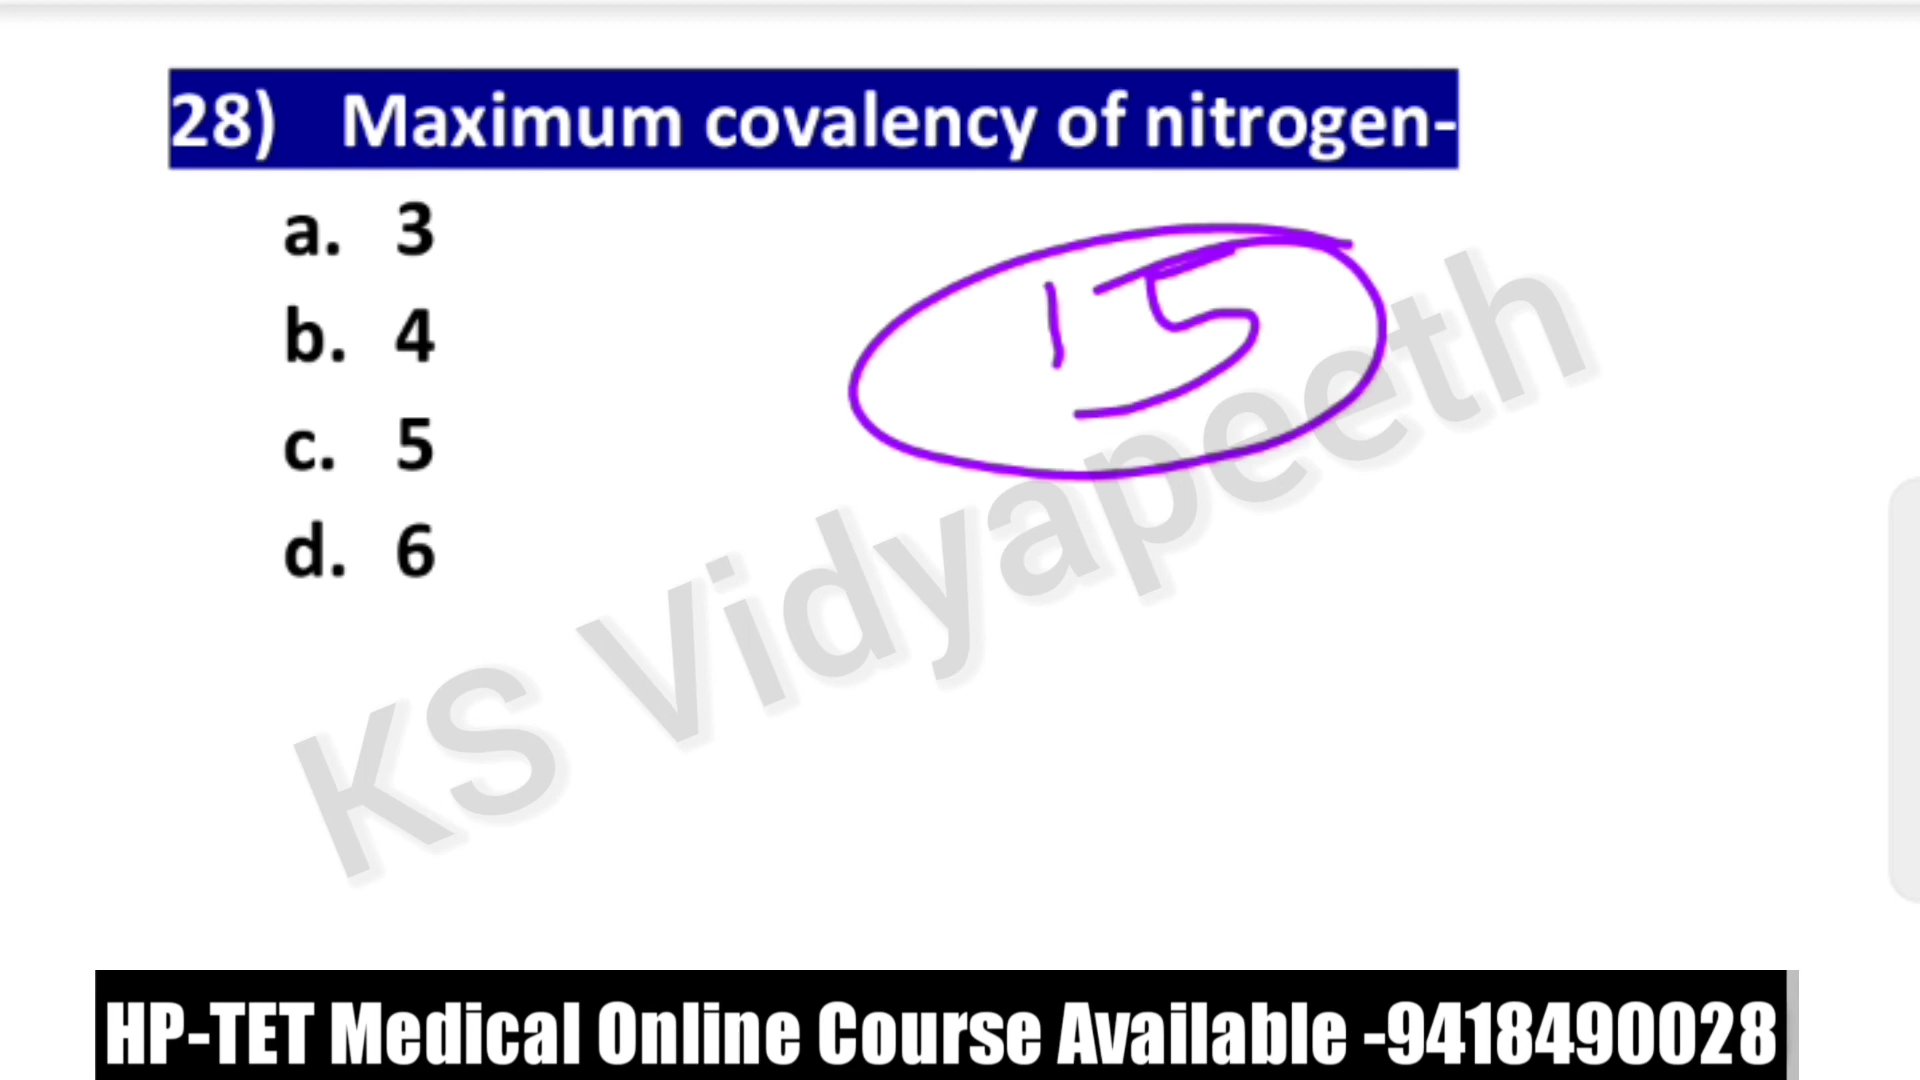 28) Maximum covalency of nitrogen-
a. 3
15
b. 4
c. 5
d. 6
KS Vidyapeeth
HP-TET Medical Online Course Available -9418490028